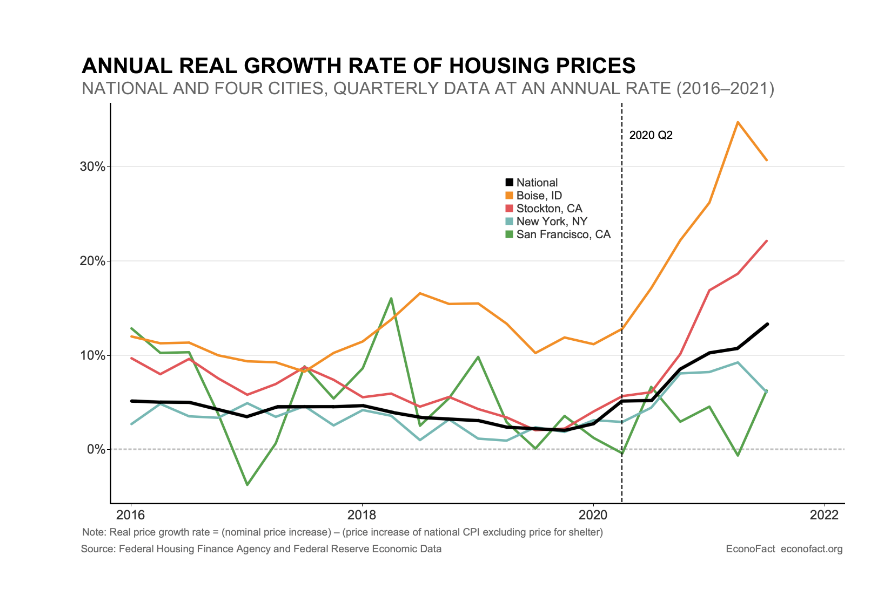 ANNUAL REAL GROWTH RATE OF HOUSING PRICES
NATIONAL AND FOUR CITIES, QUARTERLY DATA AT AN ANNUAL RATE (2016–2021)
2020 Q2
30%
National
Boise, ID
Stockton, CA
New York, NY
San Francisco, CA
20%
10%
0%
2016 2018 2020 2022
Note: Real price growth rate = (nominal price increase) – (price increase of national CPI excluding price for shelter)
Source: Federal Housing Finance Agency and Federal Reserve Economic Data EconoFact econofact.org